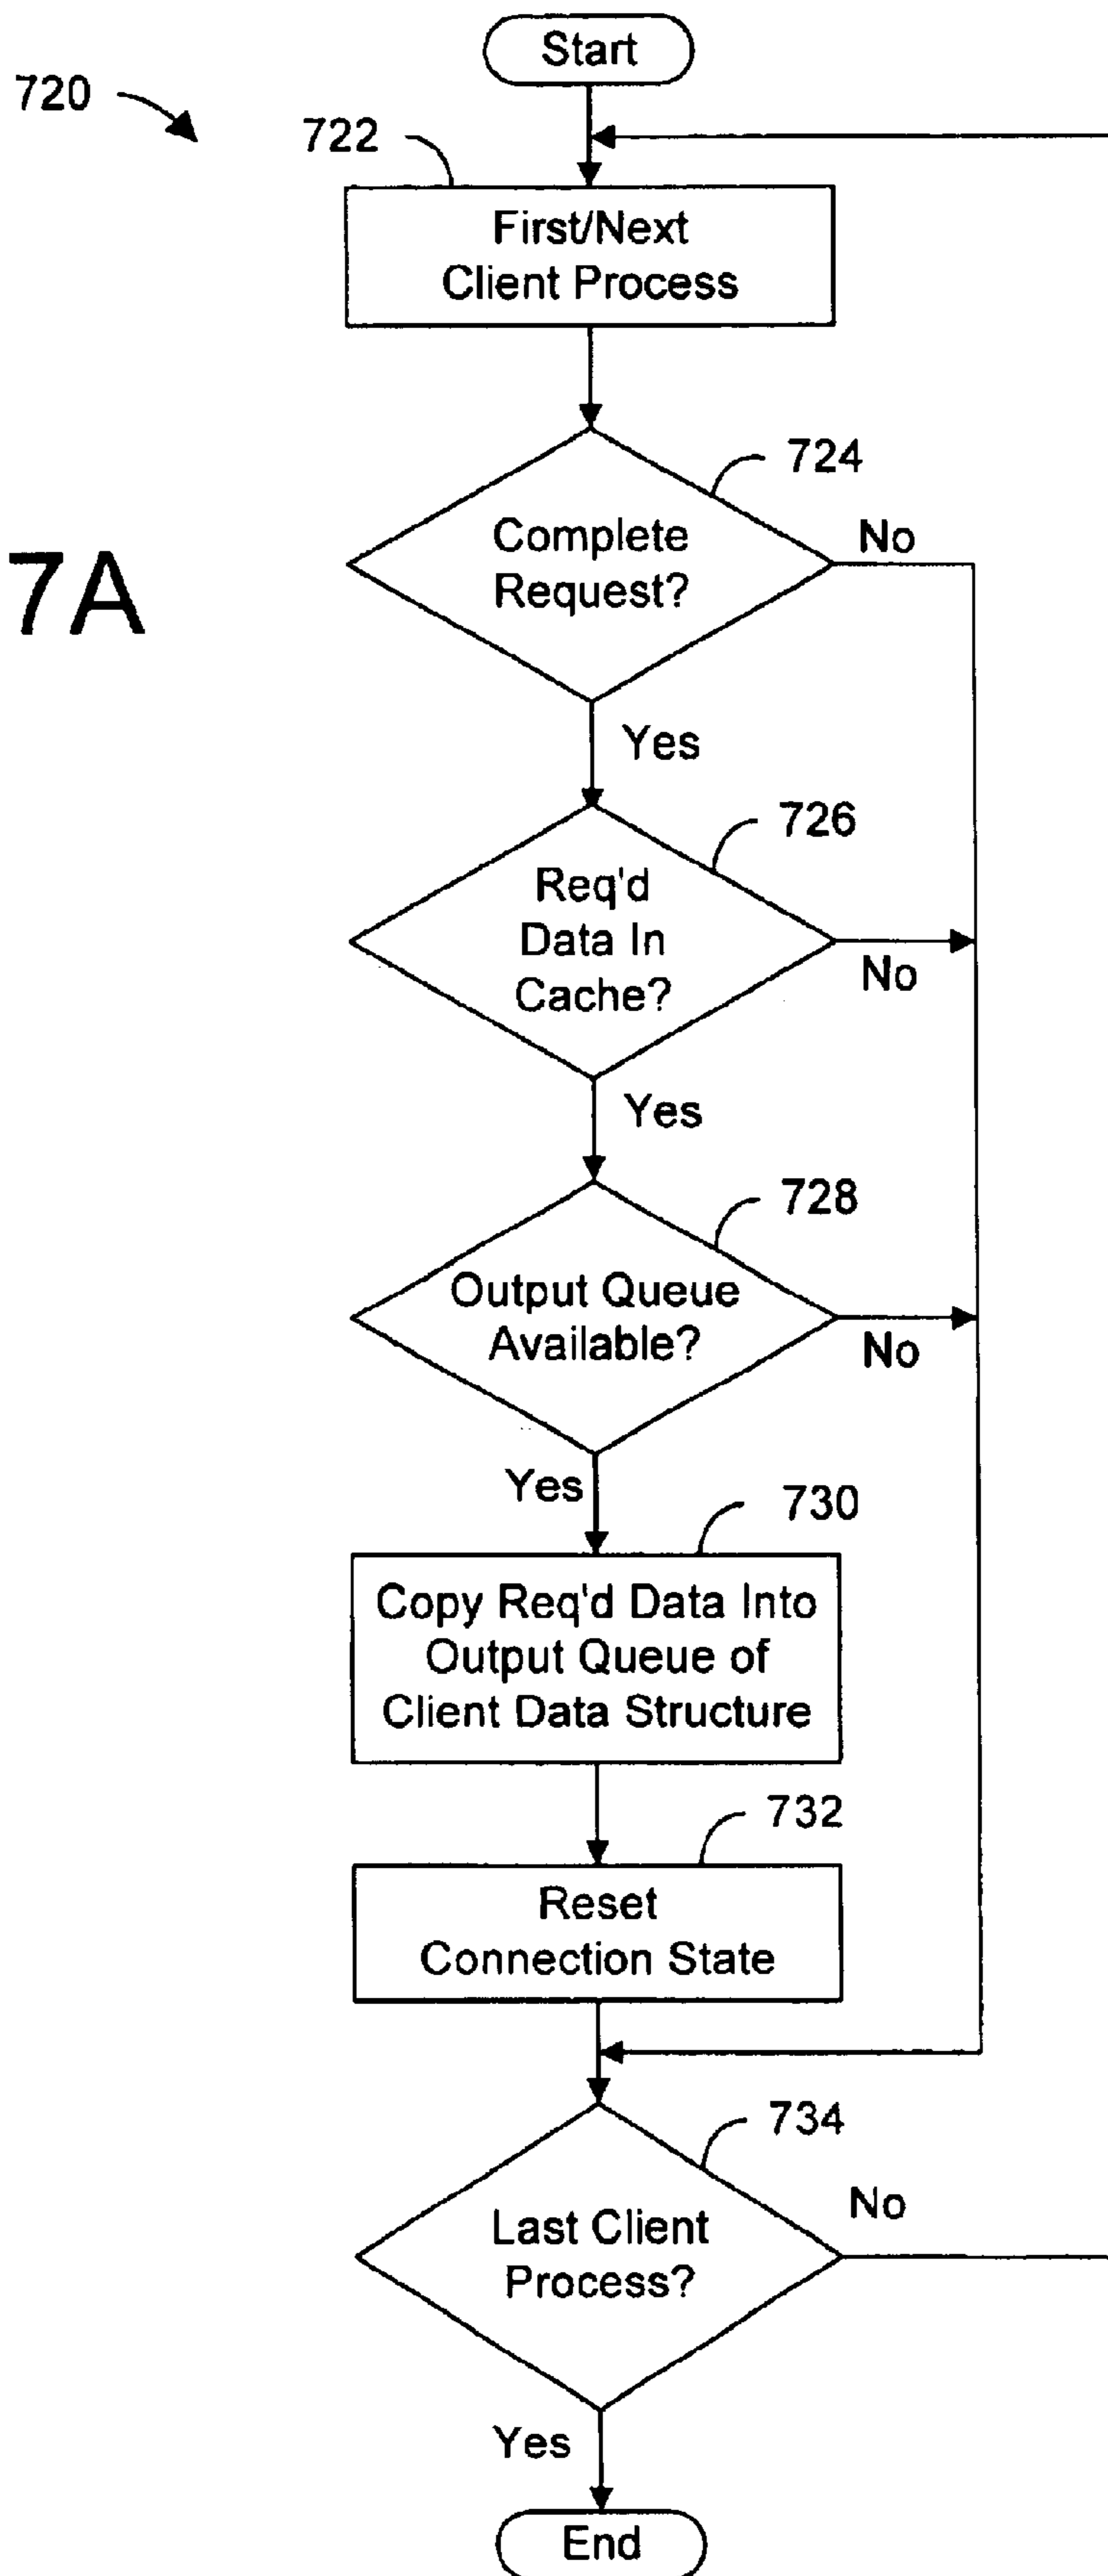 Start
720
722
First/Next
Client Process
724
Complete
Request?
No
7A
Yes
726
Req'd
Data In
Cache?
No
Yes
728
Output Queue
Available?
No
Yes
730
Copy Req'd Data Into
Output Queue of
Client Data Structure
732
Reset
Connection State
734
Last Client
Process?
No
Yes
End